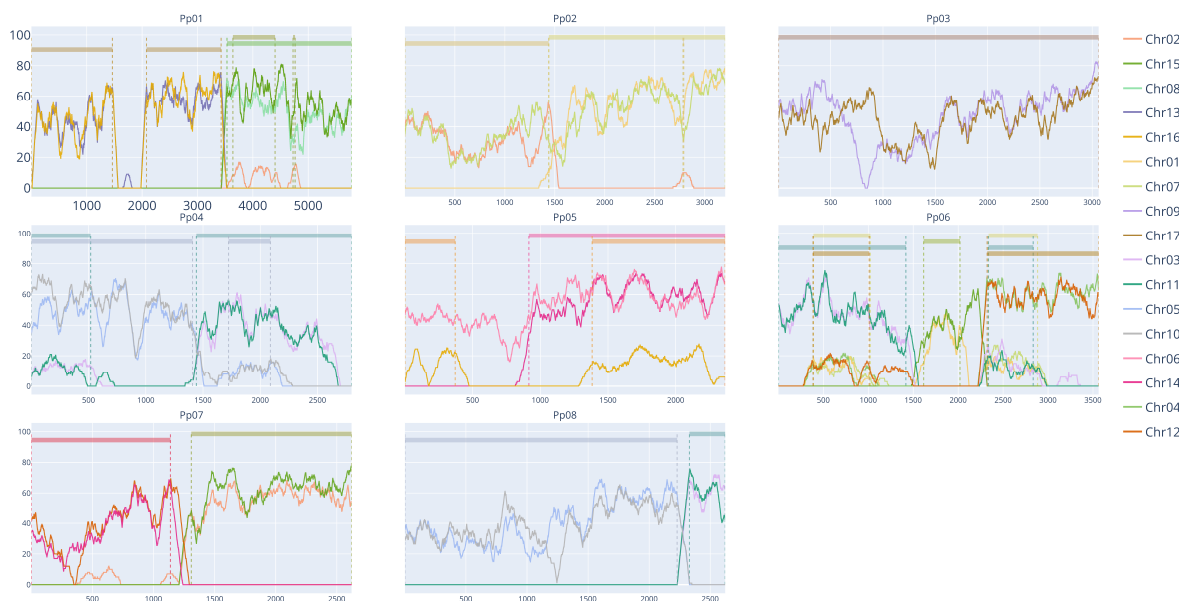 Pp01
Pp02
Pp03
100
80
60
40
20
0
1000
2000
3000
4000
5000
500
1000
1500
2000
2500
3000
500
1000
1500
2000
2500
3000
Chr02
Chr15
Chr08
Chr13
Chr16
Chr01
Chr07
Chr09
Chr17
Chr03
Chr11
Chr05
Chr10
Chr06
Chr14
Chr04
Chr12
Pp04
Pp05
Pp06
100
80
60
40
20
0
500
1000
1500
2000
2500
500
1000
1500
2000
500
1000
1500
2000
2500
3000
3500
Pp07
Pp08
100
80
60
40
20
0
500
1000
1500
2000
2500
500
1000
1500
2000
2500